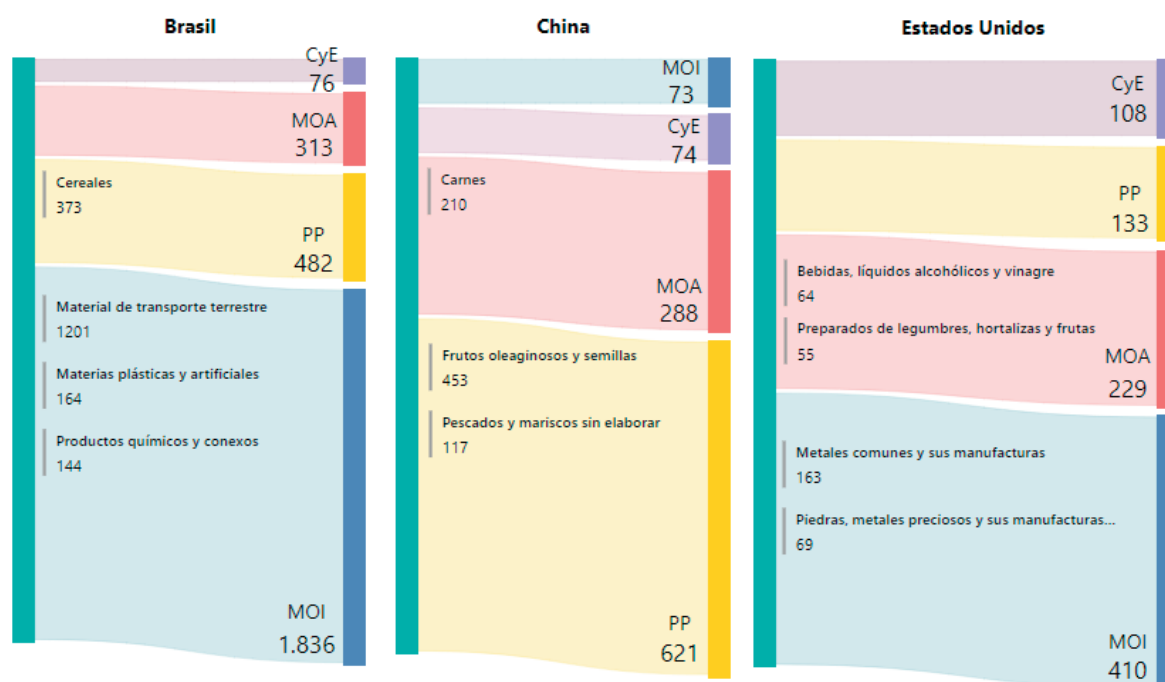 Brasil
CyE
76
MOA
313
Cereales
373
PP
482
Material de transporte terrestre
1201
Materias plásticas y artificiales
164
Productos químicos y conexos
144
MOI
1.836
China
MOI
73
CyE
74
Carnes
210
MOA
288
Frutos oleaginosos y semillas
453
Pescados y mariscos sin elaborar
117
PP
621
Estados Unidos
CyE
108
PP
133
Bebidas, líquidos alcohólicos y vinagre
64
Preparados de legumbres, hortalizas y frutas
55
MOA
229
Metales comunes y sus manufacturas
163
Piedras, metales preciosos y sus manufacturas...
69
MOI
410